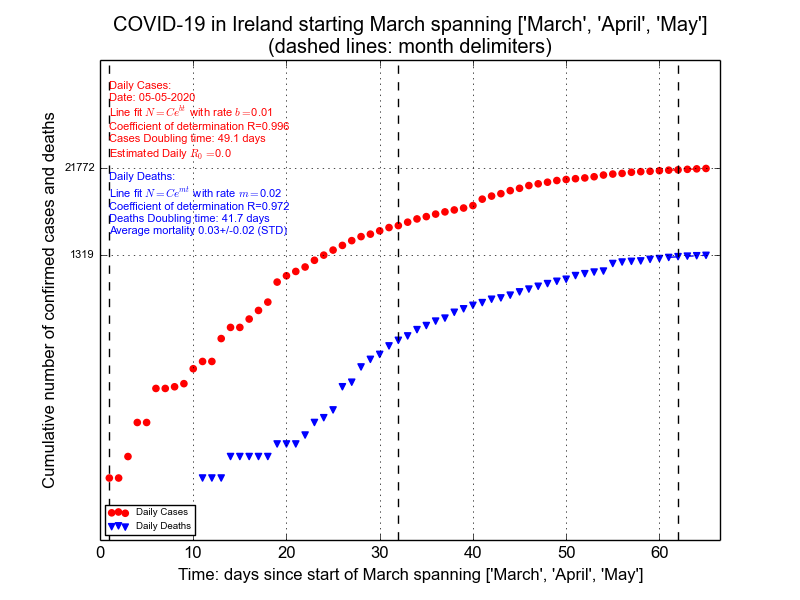 COVID-19 in Ireland starting March spanning ['March', 'April', 'May']
(dashed lines: month delimiters)
Daily Cases:
Date: 05-05-2020
Line fit N=Ce^{bt} with rate b=0.01
Coefficient of determination R=0.996
Cases Doubling time: 49.1 days
Estimated Daily R_0 =0.0
Daily Deaths:
Line fit N=Ce^{mt} with rate m=0.02
Coefficient of determination R=0.972
Deaths Doubling time: 41.7 days
Average mortality 0.03+/-0.02 (STD)
21772
1319
Cumulative number of confirmed cases and deaths
Daily Cases
Daily Deaths
0 10 20 30 40 50 60
Time: days since start of March spanning ['March', 'April', 'May']